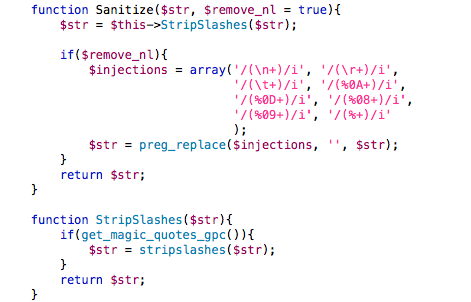 function Sanitize($str, $remove_nl = true){
    $str = $this->StripSlashes($str);

    if($remove_nl){
        $injections = array('/(\n+)/i', '/(\r+)/i',
                            '/(\t+)/i', '/(%0A+)/i',
                            '/(%0D+)/i', '/(%08+)/i',
                            '/(%09+)/i', '/(%+)/i'
                            );
        $str = preg_replace($injections, '', $str);
    }
    return $str;
}

function StripSlashes($str){
    if(get_magic_quotes_gpc()){
        $str = stripslashes($str);
    }
    return $str;
}